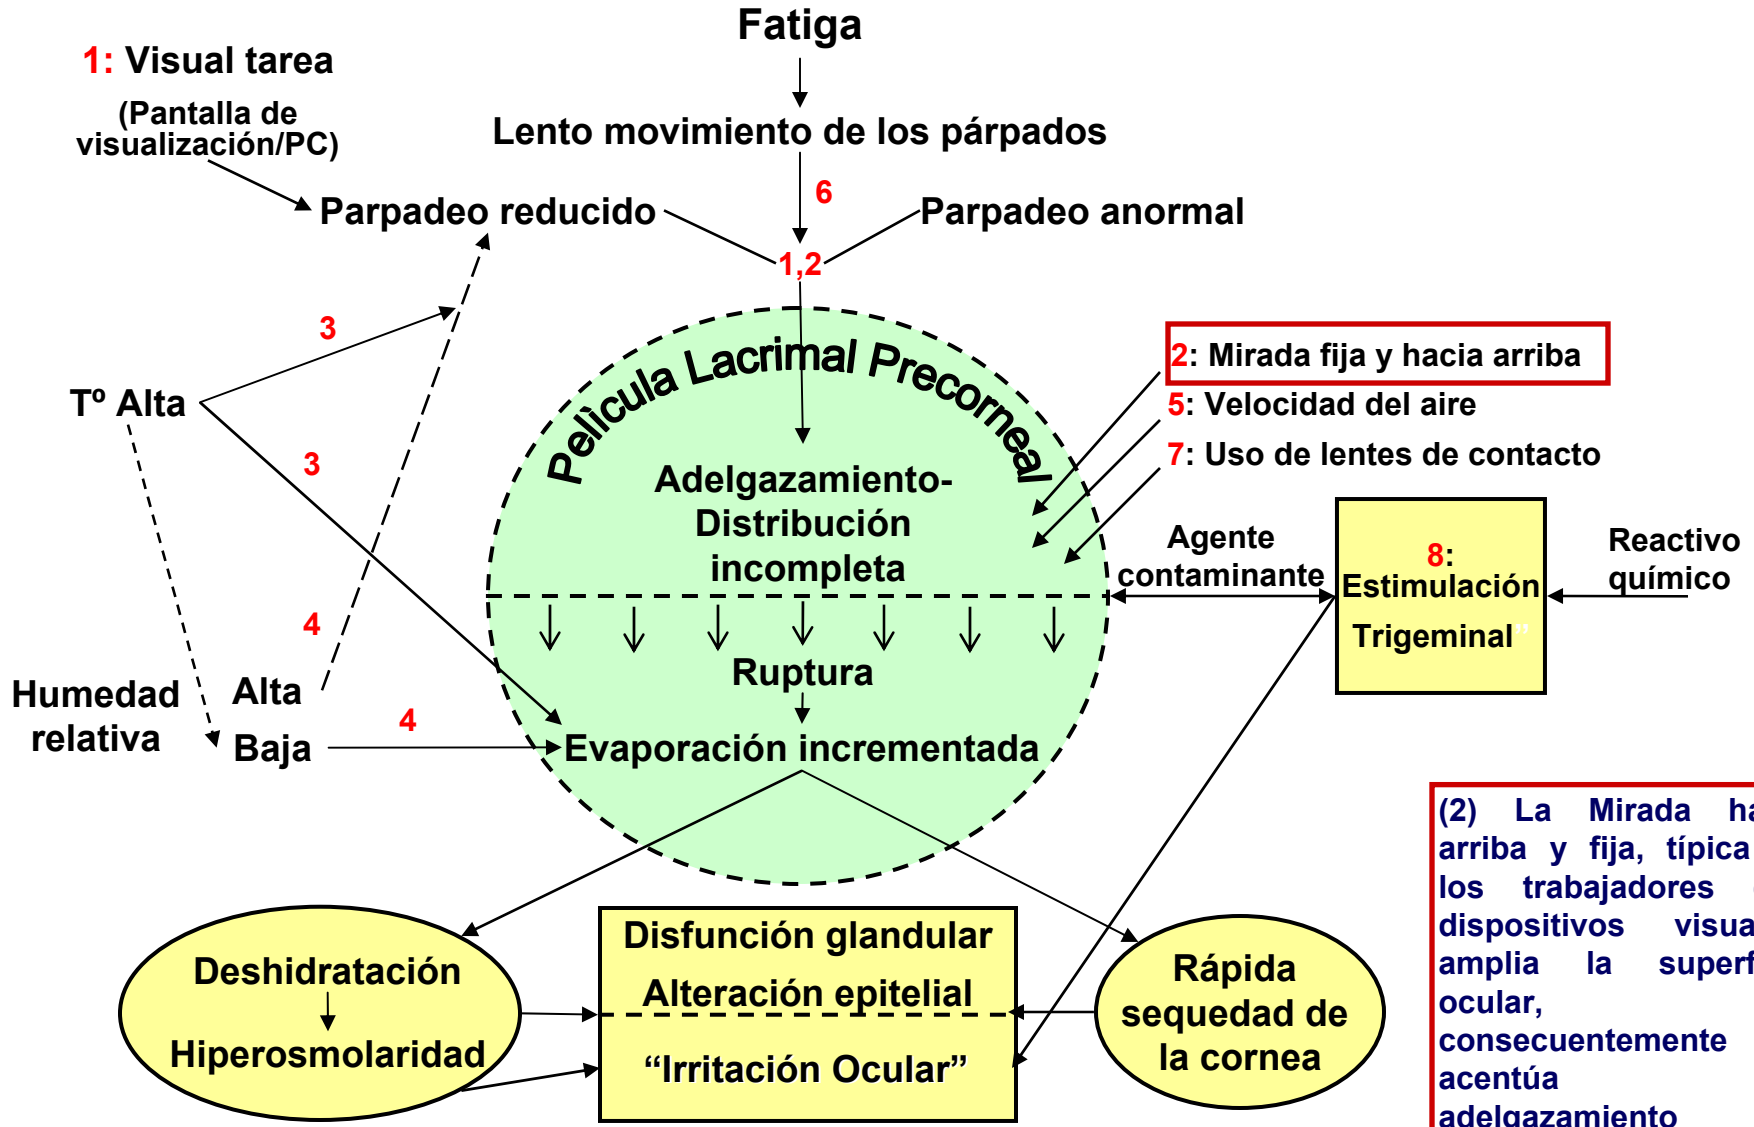 Fatiga
1: Visual tarea
(Pantalla de
visualización/PC)
Lento movimiento de los párpados
6
Parpadeo reducido
Parpadeo anormal
1,2
3
Tº Alta
3
4
Humedad
relativa
Alta
Baja
4
Pelìcula Lacrimal Precorneal
Adelgazamiento-
Distribución
incompleta
Ruptura
Evaporación incrementada
2: Mirada fija y hacia arriba
5: Velocidad del aire
7: Uso de lentes de contacto
Agente
contaminante
8:
Estimulación
Trigeminal”
Reactivo
químico
Deshidratación
Hiperosmolaridad
Disfunción glandular
Alteración epitelial
“Irritación Ocular”
Rápida
sequedad de
la cornea
(2) La Mirada
arriba y fija, típica
los trabajadores
dispositivos
amplia la
ocular,
consecuentemente
acentúa
adelgazamiento